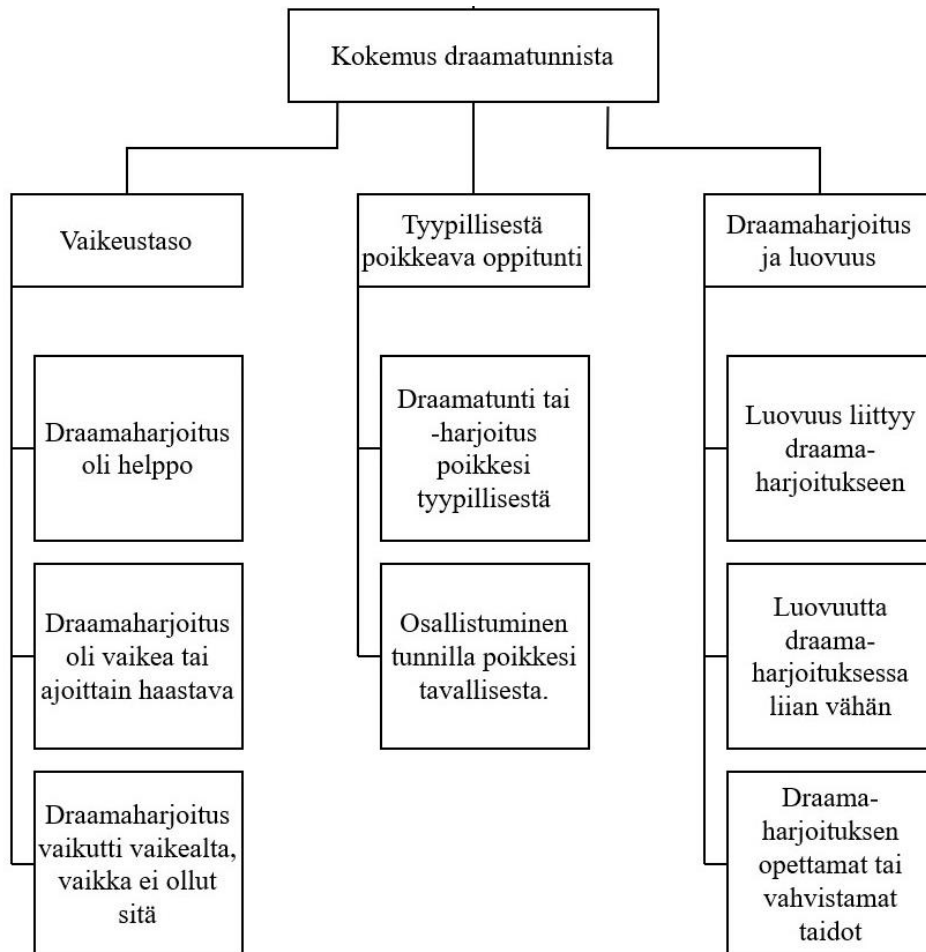 Kokemus draamatunnista
Vaikeustaso
Draamaharjoitus
oli helppo
Draamaharjoitus
oli vaikea tai
ajoittain haastava
Draamaharjoitus
vaikutti vaikealta,
vaikka ei ollut
sitä
Tyypillisestä
poikkeava oppitunti
Draamatunti tai
-harjoitus
poikkesi
tyypillisestä
Osallistuminen
tunnilla poikkesi
tavallisesta.
Draamaharjoitus
ja luovuus
Luovuus liittyy
draama-
harjoitukseen
Luovuutta
draama-
harjoituksessa
liian vähän
Draama-
harjoituksen
opettamat tai
vahvistamat
taidot